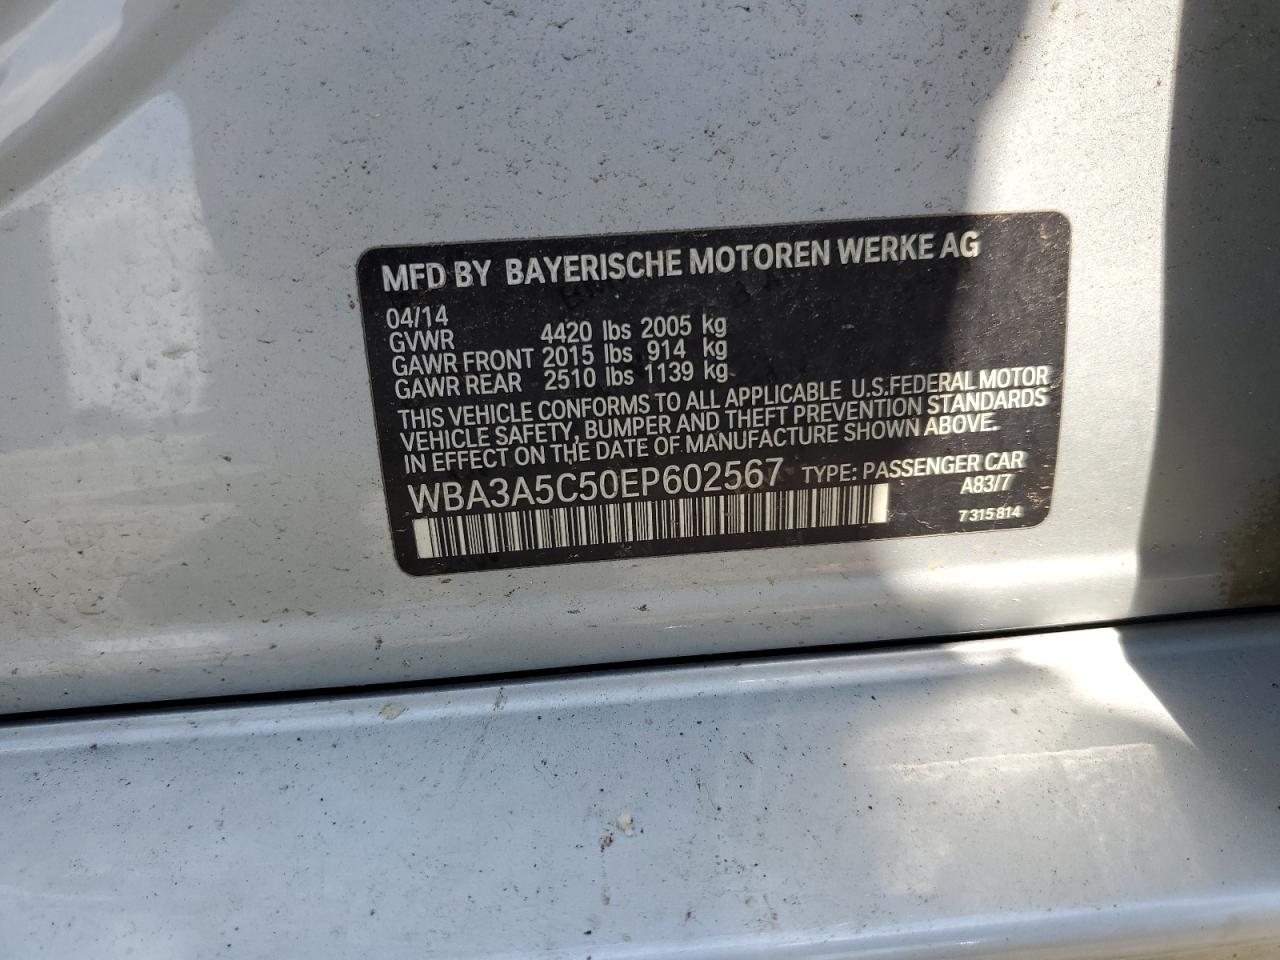 MFD BY BAYERISCHE MOTOREN WERKE AG
04/14
GVWR 4420 lbs 2005 kg
GAWR FRONT 2015 lbs 914 kg
GAWR REAR 2510 lbs 1139 kg
THIS VEHICLE CONFORMS TO ALL APPLICABLE U.S.FEDERAL MOTOR
VEHICLE SAFETY, BUMPER AND THEFT PREVENTION STANDARDS
IN EFFECT ON THE DATE OF MANUFACTURE SHOWN ABOVE.
WBA3A5C50EP602567 TYPE: PASSENGER CAR
A83/7
7 315 814